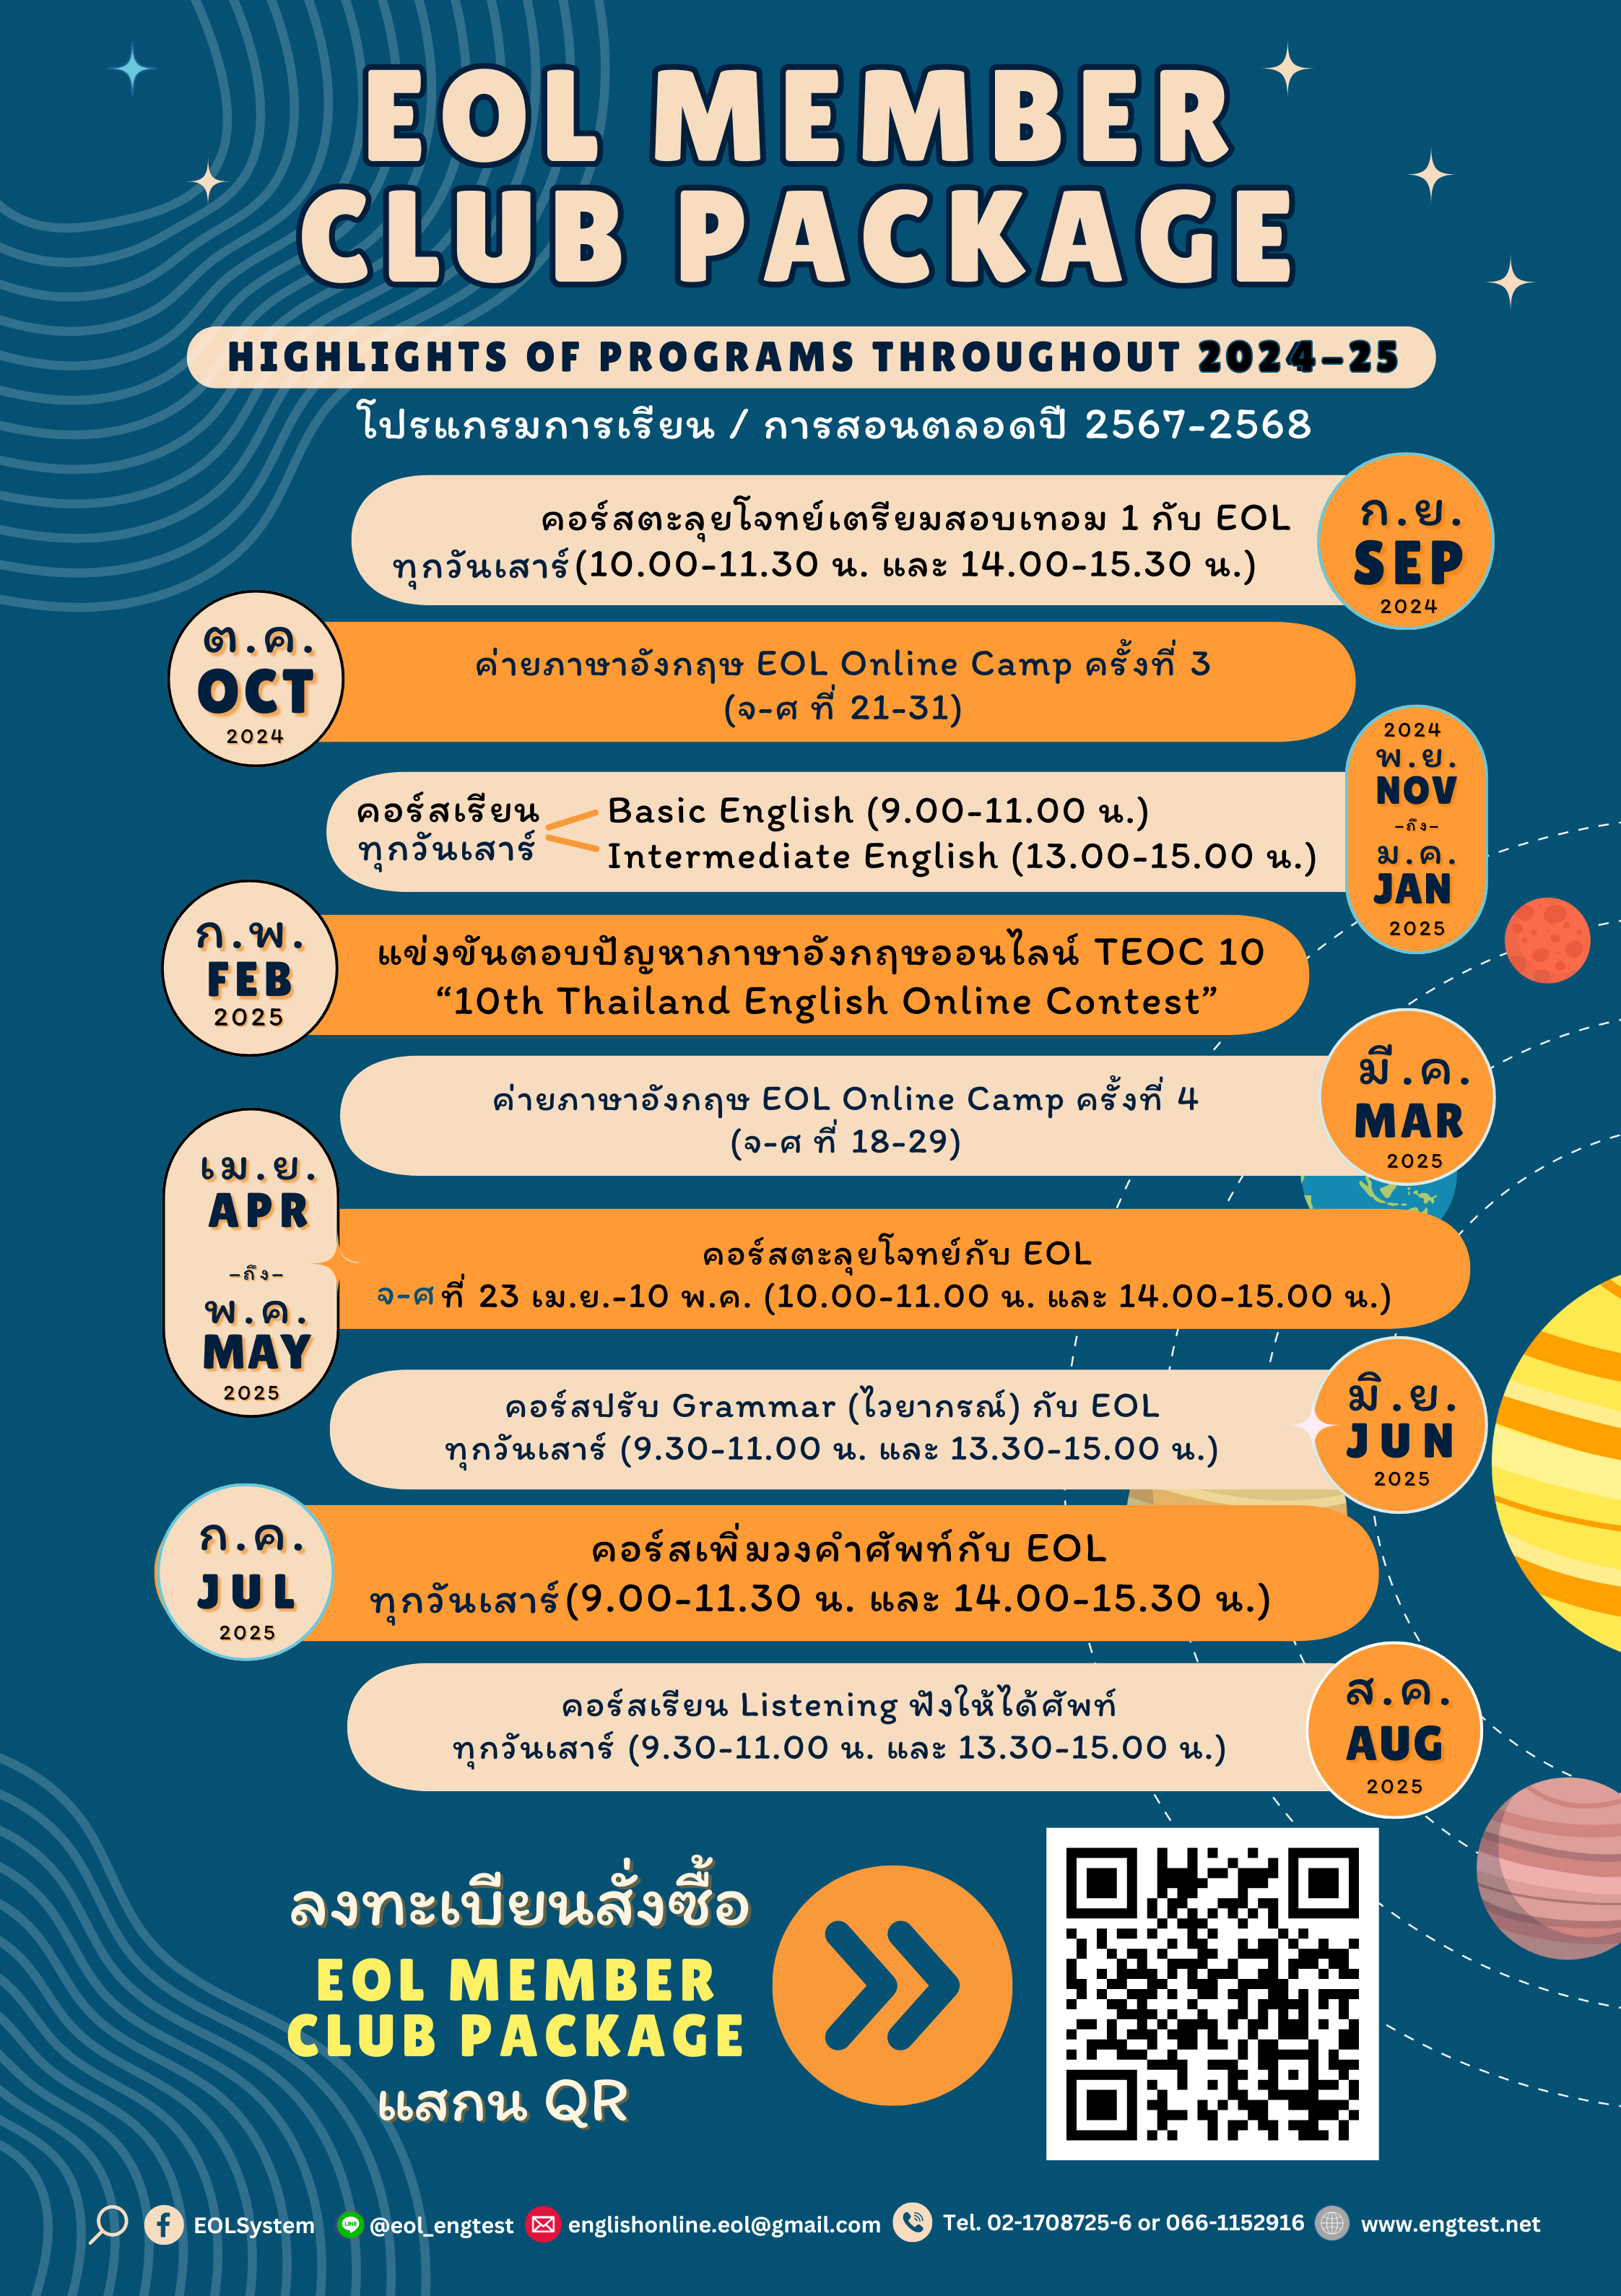 EOL MEMBER
CLUB PACKAGE
HIGHLIGHTS OF PROGRAMS THROUGHOUT 2024-25
โปรแกรมการเรียน / การสอนตลอดปี 2567-2568
ก.ย.
SEP
2024
คอร์สตะลุยโจทย์เตรียมสอบเทอม 1 กับ EOL
ทุกวันเสาร์ (10.00-11.30 น. และ 14.00-15.30 น.)
ต.ค.
OCT
2024
ค่ายภาษาอังกฤษ EOL Online Camp ครั้งที่ 3
(จ-ศ ที่ 21-31)
2024
พ.ย.
NOV
-ถึง-
ม.ค.
JAN
2025
คอร์สเรียน
ทุกวันเสาร์
Basic English (9.00-11.00 น.)
Intermediate English (13.00-15.00 น.)
ก.พ.
FEB
2025
แข่งขันตอบปัญหาภาษาอังกฤษออนไลน์ TEOC 10
“10th Thailand English Online Contest”
มี.ค.
MAR
2025
ค่ายภาษาอังกฤษ EOL Online Camp ครั้งที่ 4
(จ-ศ ที่ 18-29)
เม.ย.
APR
-ถึง-
พ.ค.
MAY
2025
คอร์สตะลุยโจทย์กับ EOL
จ-ศ ที่ 23 เม.ย.-10 พ.ค. (10.00-11.00 น. และ 14.00-15.00 น.)
มิ.ย.
JUN
2025
คอร์สปรับ Grammar (ไวยากรณ์) กับ EOL
ทุกวันเสาร์ (9.30-11.00 น. และ 13.30-15.00 น.)
ก.ค.
JUL
2025
คอร์สเพิ่มวงคำศัพท์กับ EOL
ทุกวันเสาร์ (9.00-11.30 น. และ 14.00-15.30 น.)
ส.ค.
AUG
2025
คอร์สเรียน Listening ฟังให้ได้ศัพท์
ทุกวันเสาร์ (9.30-11.00 น. และ 13.30-15.00 น.)
ลงทะเบียนสั่งซื้อ
EOL MEMBER
CLUB PACKAGE
แสกน QR
EOLSystem
LINE
@eol_engtest
englishonline.eol@gmail.com
Tel. 02-1708725-6 or 066-1152916
www.engtest.net